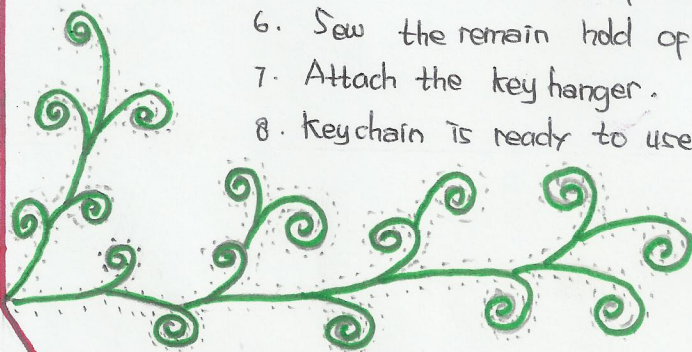 6. Sew the remain hold of
7. Attach the key hanger.
8. Keychain is ready to use